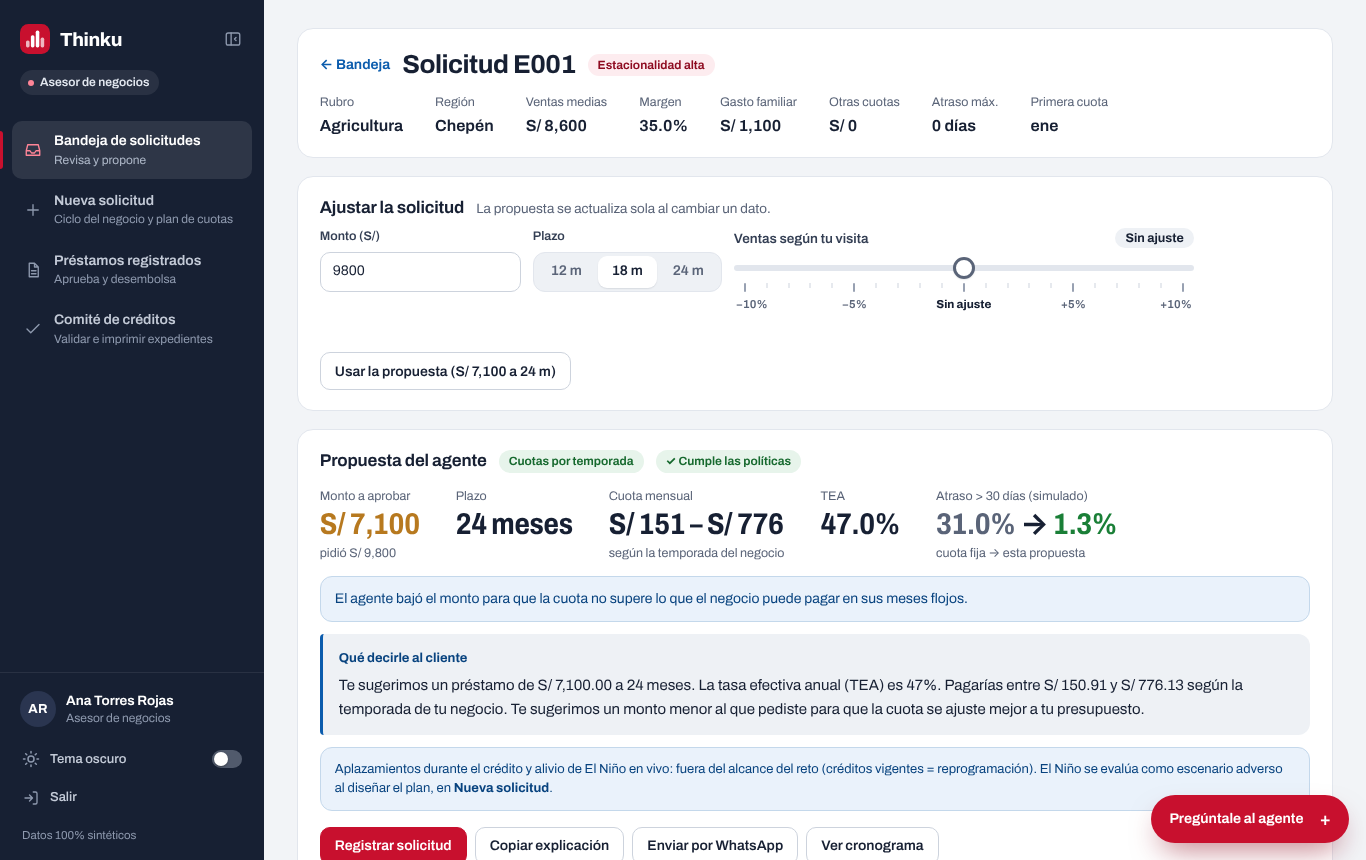 Thinku
Asesor de negocios
Bandeja de solicitudes
Revisa y propone
Nueva solicitud
Ciclo del negocio y plan de cuotas
Préstamos registrados
Aprueba y desembolsa
Comité de créditos
Validar e imprimir expedientes
AR
Ana Torres Rojas
Asesor de negocios
Tema oscuro
Salir
Datos 100% sintéticos
← Bandeja Solicitud E001 Estacionalidad alta
Rubro Región Ventas medias Margen Gasto familiar Otras cuotas Atraso máx. Primera cuota
Agricultura Chepén S/ 8,600 35.0% S/ 1,100 S/ 0 0 días ene
Ajustar la solicitud La propuesta se actualiza sola al cambiar un dato.
Monto (S/) Plazo Ventas según tu visita Sin ajuste
9800 12 m 18 m 24 m
−10% −5% Sin ajuste +5% +10%
Usar la propuesta (S/ 7,100 a 24 m)
Propuesta del agente Cuotas por temporada ✓ Cumple las políticas
Monto a aprobar Plazo Cuota mensual TEA Atraso > 30 días (simulado)
S/ 7,100 24 meses S/ 151 – S/ 776 47.0% 31.0% → 1.3%
pidió S/ 9,800 según la temporada del negocio cuota fija → esta propuesta
El agente bajó el monto para que la cuota no supere lo que el negocio puede pagar en sus meses flojos.
Qué decirle al cliente
Te sugerimos un préstamo de S/ 7,100.00 a 24 meses. La tasa efectiva anual (TEA) es 47%. Pagarías entre S/ 150.91 y S/ 776.13 según la
temporada de tu negocio. Te sugerimos un monto menor al que pediste para que la cuota se ajuste mejor a tu presupuesto.
Aplazamientos durante el crédito y alivio de El Niño en vivo: fuera del alcance del reto (créditos vigentes = reprogramación). El Niño se evalúa como escenario adverso
al diseñar el plan, en Nueva solicitud.
Registrar solicitud Copiar explicación Enviar por WhatsApp Ver cronograma
Pregúntale al agente +